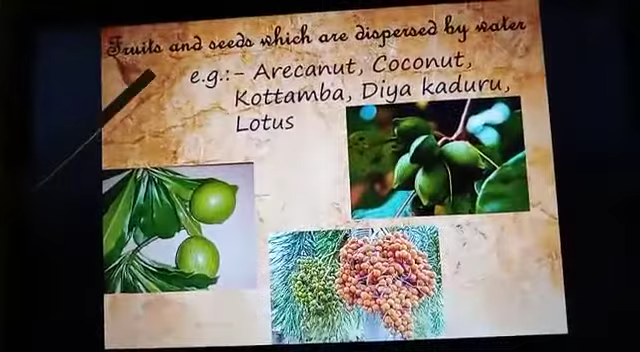 Fruits and seeds which are dispersed by water
e.g.:- Arecanut, Coconut,
Kottamba, Diya kaduru,
Lotus